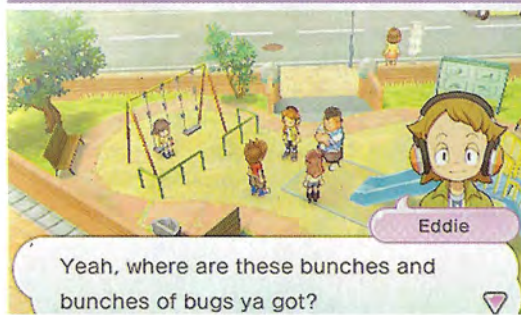 Eddie
Yeah, where are these bunches and
bunches of bugs ya got?